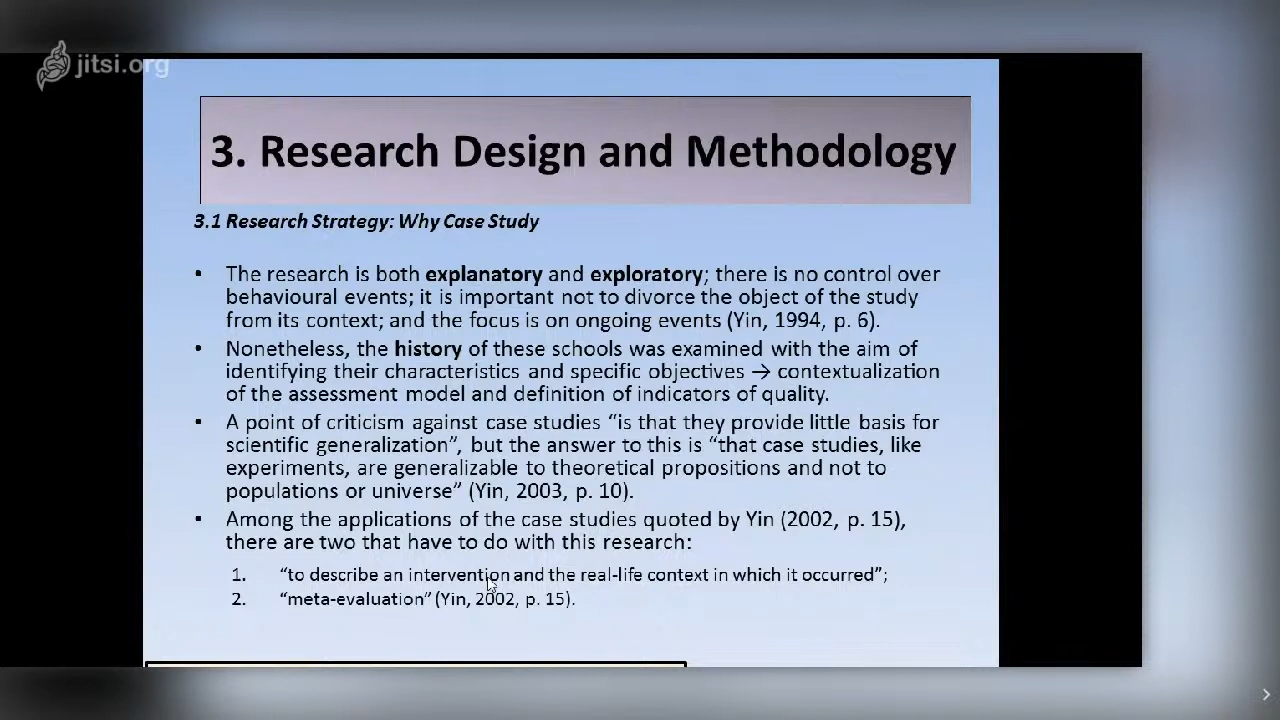 jitsi.org
3. Research Design and Methodology
3.1 Research Strategy: Why Case Study
• The research is both explanatory and exploratory; there is no control over
behavioural events; it is important not to divorce the object of the study
from its context; and the focus is on ongoing events (Yin, 1994, p. 6).
• Nonetheless, the history of these schools was examined with the aim of
identifying their characteristics and specific objectives → contextualization
of the assessment model and definition of indicators of quality.
• A point of criticism against case studies “is that they provide little basis for
scientific generalization”, but the answer to this is “that case studies, like
experiments, are generalizable to theoretical propositions and not to
populations or universe” (Yin, 2003, p. 10).
• Among the applications of the case studies quoted by Yin (2002, p. 15),
there are two that have to do with this research:
1. “to describe an intervention and the real-life context in which it occurred”;
2. “meta-evaluation” (Yin, 2002, p. 15).